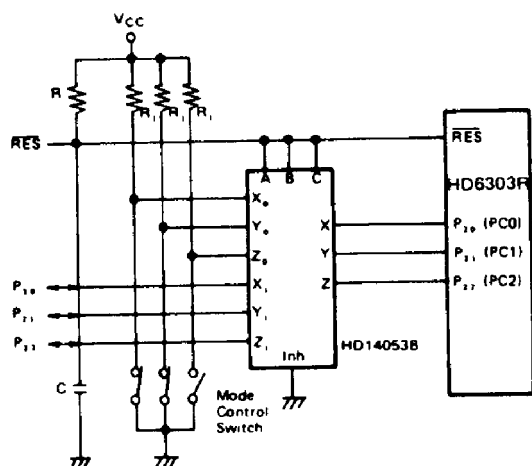 VCC
R
R₁ R₁ R₁
RES
A B C
RES
HD6303R
X₀
Y₀
Z₀
X₁
Y₁
Z₁
X
Y
Z
P₂₀ (PC0)
P₂₁ (PC1)
P₂₂ (PC2)
P₂₀
P₂₁
P₂₂
Inh
HD14053B
C
Mode
Control
Switch